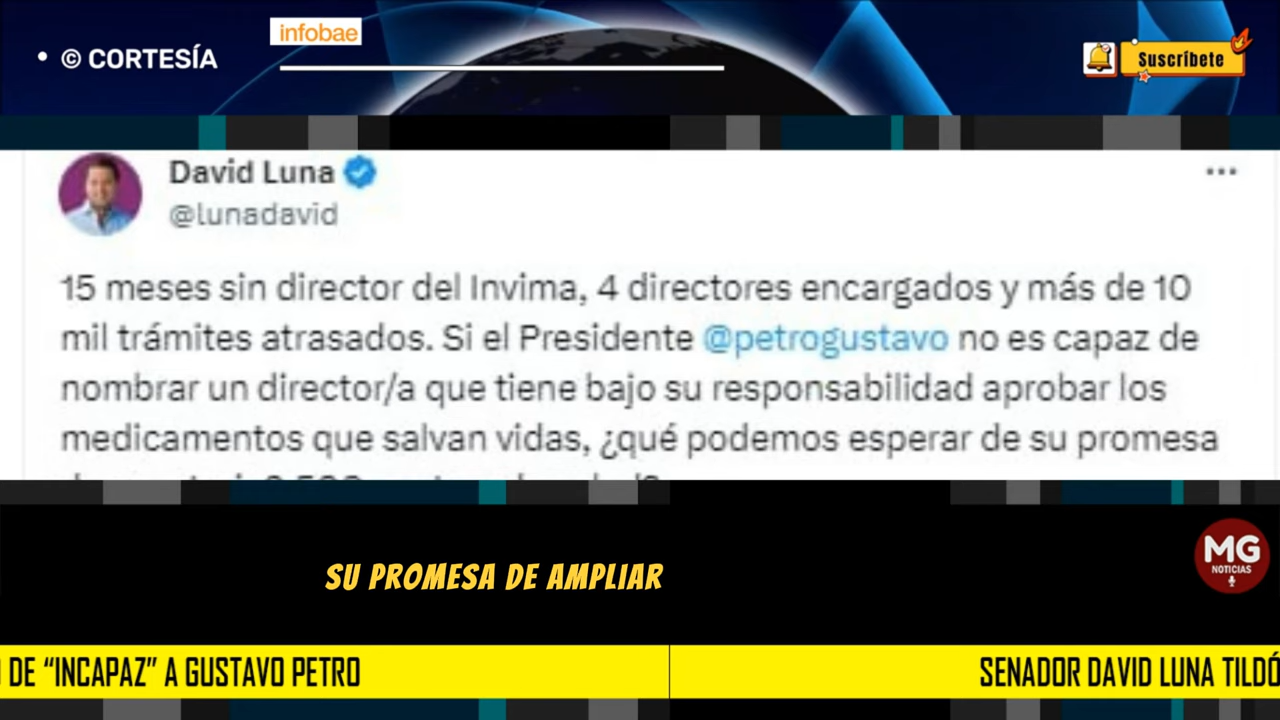 infobae
• © CORTESÍA
Suscríbete
David Luna
@lunadavid
15 meses sin director del Invima, 4 directores encargados y más de 10
mil trámites atrasados. Si el Presidente @petrogustavo no es capaz de
nombrar un director/a que tiene bajo su responsabilidad aprobar los
medicamentos que salvan vidas, ¿qué podemos esperar de su promesa
SU PROMESA DE AMPLIAR
MG
NOTICIAS
DE “INCAPAZ” A GUSTAVO PETRO
SENADOR DAVID LUNA TILDÓ